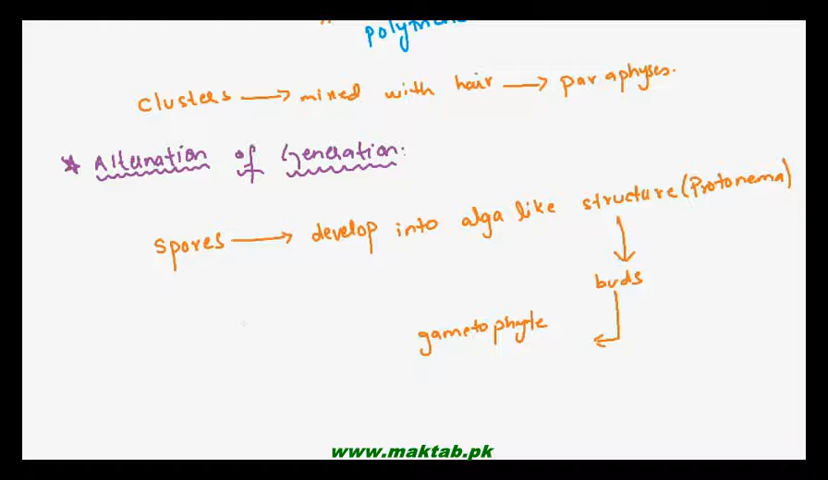 clusters → mixed with hair → paraphyses.
* Alternation of Generation:
spores → develop into alga like structure (Protonema)
buds
gametophyte
www.maktab.pk